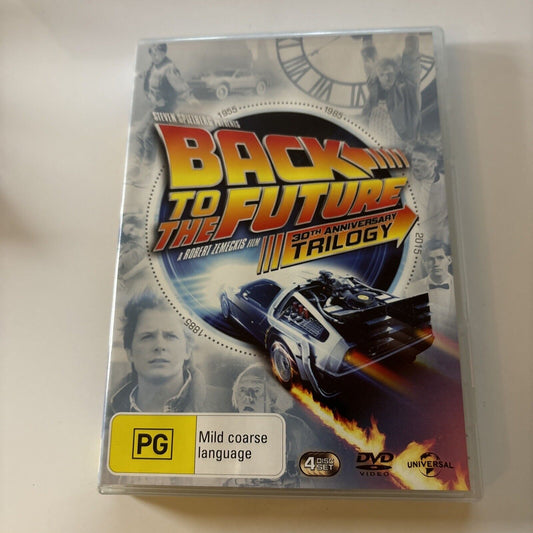 STEVEN SPIELBERG PRESENTS
1955
1985
BACK
TO
THE FUTURE
A ROBERT ZEMECKIS FILM
30TH ANNIVERSARY
TRILOGY
2015
1885
PG
Mild coarse
language
4 DISC
SET
DVD
VIDEO
UNIVERSAL